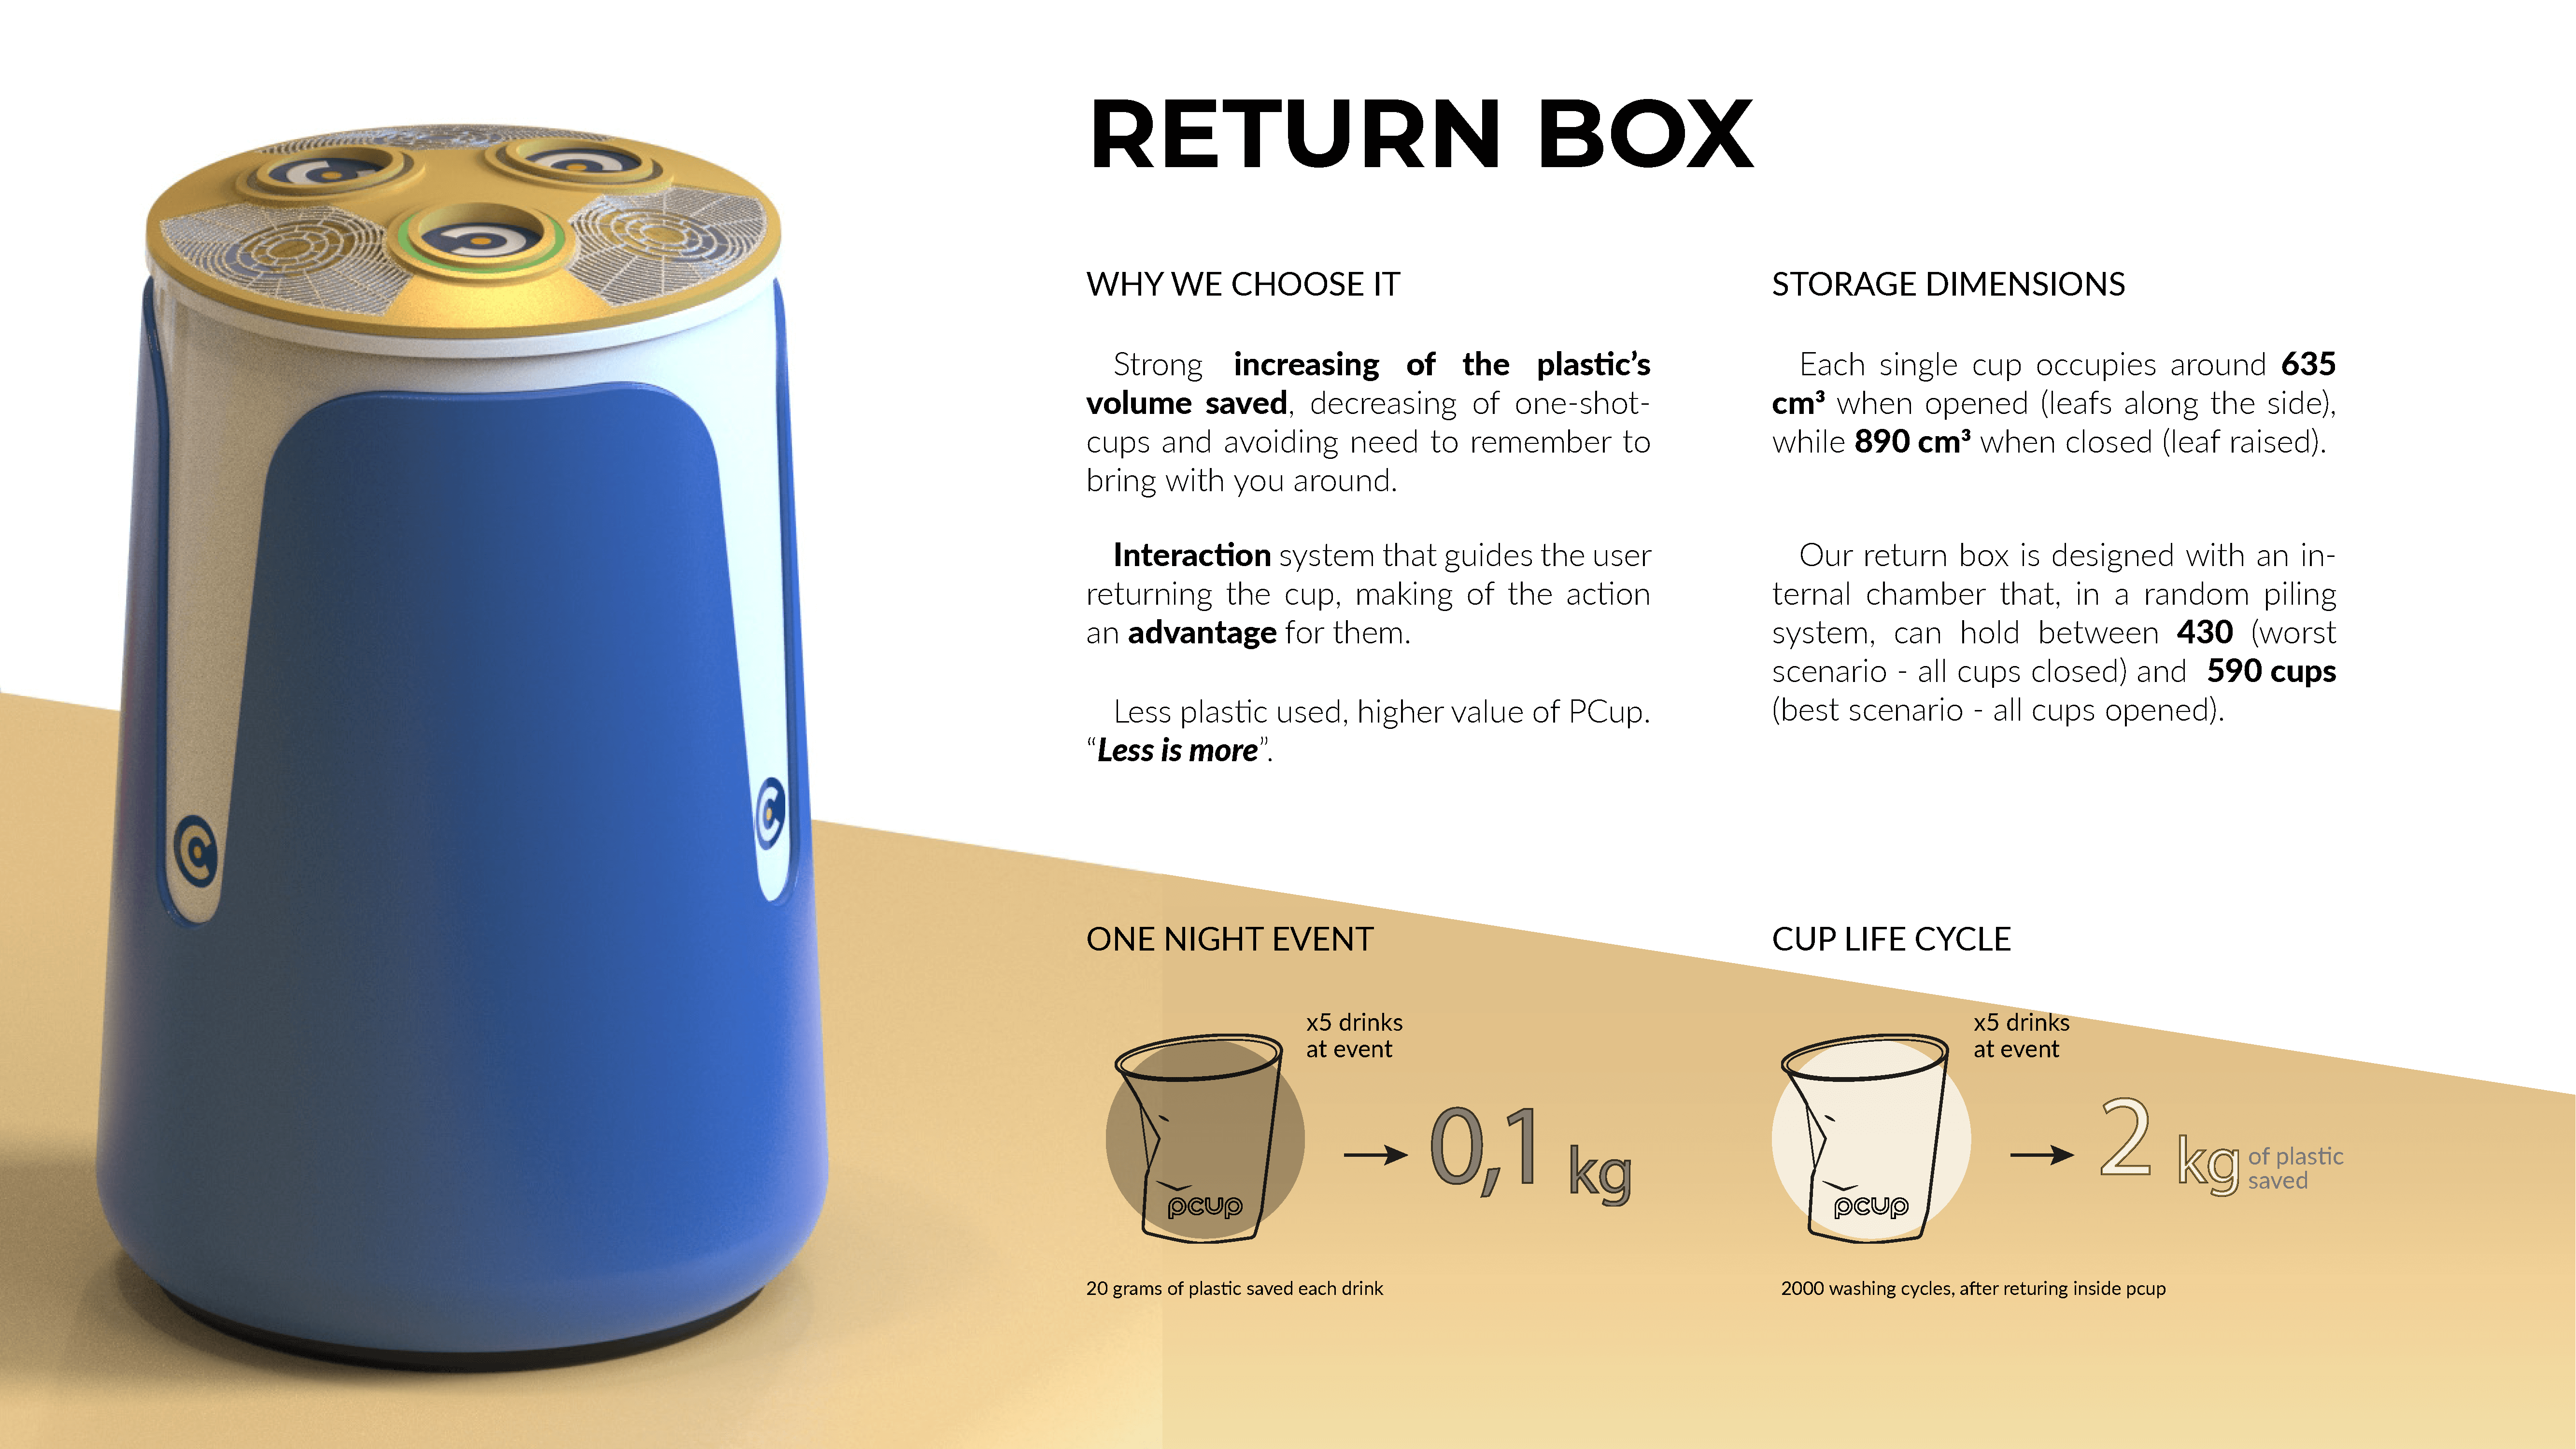 RETURN BOX
WHY WE CHOOSE IT
Strong increasing of the plastic's
volume saved, decreasing of one-shot-
cups and avoiding need to remember to
bring with you around.
Interaction system that guides the user
returning the cup, making of the action
an advantage for them.
Less plastic used, higher value of PCup.
“Less is more”.
STORAGE DIMENSIONS
Each single cup occupies around 635
cm³ when opened (leafs along the side),
while 890 cm³ when closed (leaf raised).
Our return box is designed with an in-
ternal chamber that, in a random piling
system, can hold between 430 (worst
scenario - all cups closed) and 590 cups
(best scenario - all cups opened).
ONE NIGHT EVENT
x5 drinks
at event
0,1 kg
pcup
20 grams of plastic saved each drink
CUP LIFE CYCLE
x5 drinks
at event
2 kg of plastic
saved
pcup
2000 washing cycles, after returing inside pcup